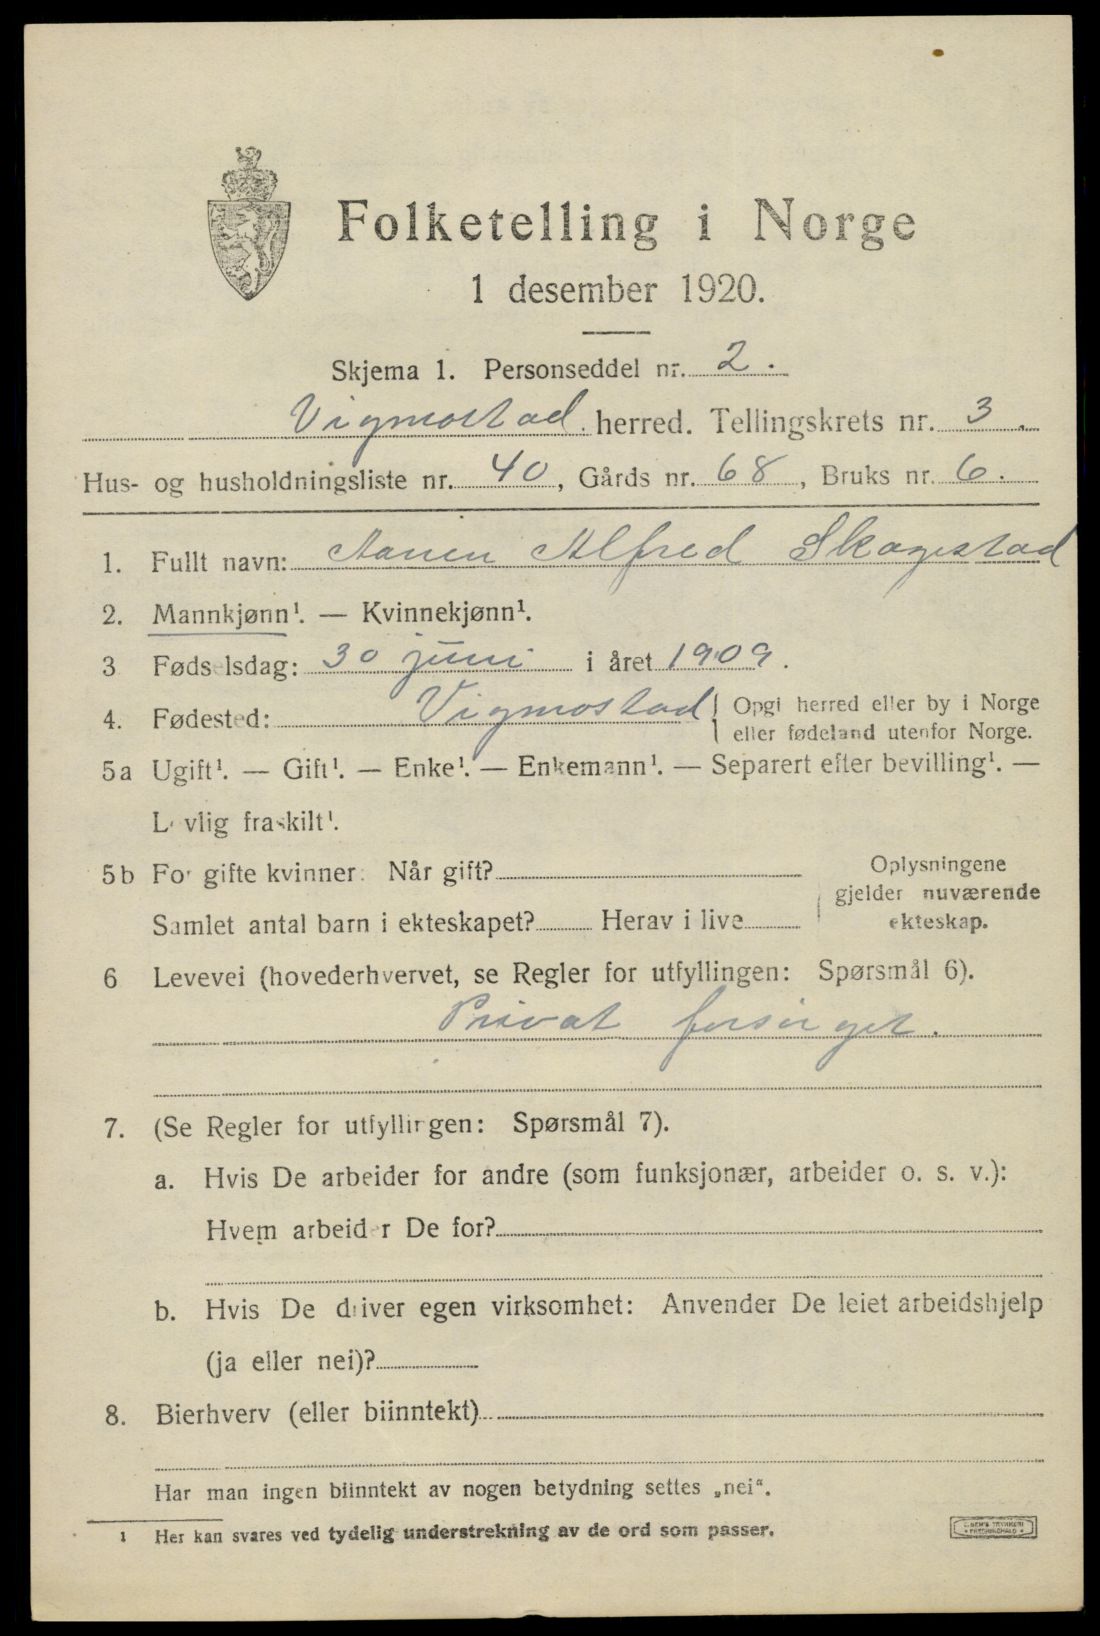 Folketelling i Norge
1 desember 1920.
Skjema 1. Personseddel nr. 2.
Vigmostad herred. Tellingskrets nr. 3.
Hus- og husholdningsliste nr. 40, Gårds nr. 68, Bruks nr. 6.
1. Fullt navn: Aanen Alfred Skagestad
2. Mannkjønn¹. — Kvinnekjønn¹.
3 Fødselsdag: 30 juni i året 1909.
4. Fødested: Vigmostad Opgi herred eller by i Norge
eller fødeland utenfor Norge.
5a Ugift¹. — Gift¹. — Enke¹. — Enkemann¹. — Separert efter bevilling¹. —
Lovlig fraskilt¹.
5b For gifte kvinner: Når gift? Oplysningene
gjelder nuværende
Samlet antal barn i ekteskapet? Herav i live ekteskap.
6 Levevei (hovederhvervet, se Regler for utfyllingen: Spørsmål 6).
Privat forsørget.
7. (Se Regler for utfyllingen: Spørsmål 7).
a. Hvis De arbeider for andre (som funksjonær, arbeider o. s. v.):
Hvem arbeider De for?
b. Hvis De driver egen virksomhet: Anvender De leiet arbeidshjelp
(ja eller nei)?
8. Bierhverv (eller biinntekt)
Har man ingen biinntekt av nogen betydning settes „nei“.
1 Her kan svares ved tydelig understrekning av de ord som passer.